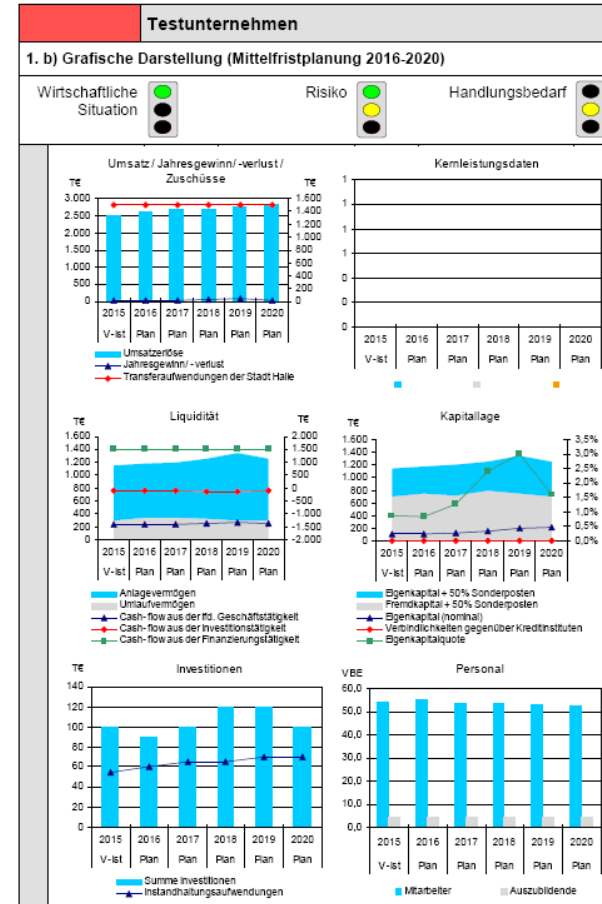 Testunternehmen
1. b) Grafische Darstellung (Mittelfristplanung 2016-2020)
Wirtschaftliche Situation
Risiko
Handlungsbedarf
Umsatz / Jahresgewinn/ -verlust / Zuschüsse
T€
T€
3.000
2.500
2.000
1.500
1.000
500
0
1.600
1.400
1.200
1.000
800
600
400
200
0
2015 2016 2017 2018 2019 2020
V-Ist Plan Plan Plan Plan Plan
Umsatzerlöse
Jahresgewinn/ - verlust
Transferaufwendungen der Stadt Halle
Kernleistungsdaten
1
1
1
1
0
0
0
2015 2016 2017 2018 2019 2020
V-Ist Plan Plan Plan Plan Plan
Liquidität
T€
T€
1.600
1.400
1.200
1.000
800
600
400
200
0
2.000
1.500
1.000
500
0
-500
-1.000
-1.500
-2.000
2015 2016 2017 2018 2019 2020
V-Ist Plan Plan Plan Plan Plan
Anlagevermögen
Umlaufvermögen
Cash-flow aus der lfd. Geschäftstätigkeit
Cash-flow aus der Investitionstätigkeit
Cash-flow aus der Finanzierungstätigkeit
Kapitallage
T€
1.600
1.400
1.200
1.000
800
600
400
200
0
3,5%
3,0%
2,5%
2,0%
1,5%
1,0%
0,5%
0,0%
2015 2016 2017 2018 2019 2020
V-Ist Plan Plan Plan Plan Plan
Eigenkapital + 50% Sonderposten
Fremdkapital + 50% Sonderposten
Eigenkapital (nominal)
Verbindlichkeiten gegenüber Kreditinstituten
Eigenkapitalquote
Investitionen
T€
140
120
100
80
60
40
20
0
2015 2016 2017 2018 2019 2020
V-Ist Plan Plan Plan Plan Plan
Summe Investitionen
Instandhaltungsaufwendungen
Personal
VBE
60,0
50,0
40,0
30,0
20,0
10,0
0,0
2015 2016 2017 2018 2019 2020
V-Ist Plan Plan Plan Plan Plan
Mitarbeiter
Auszubildende